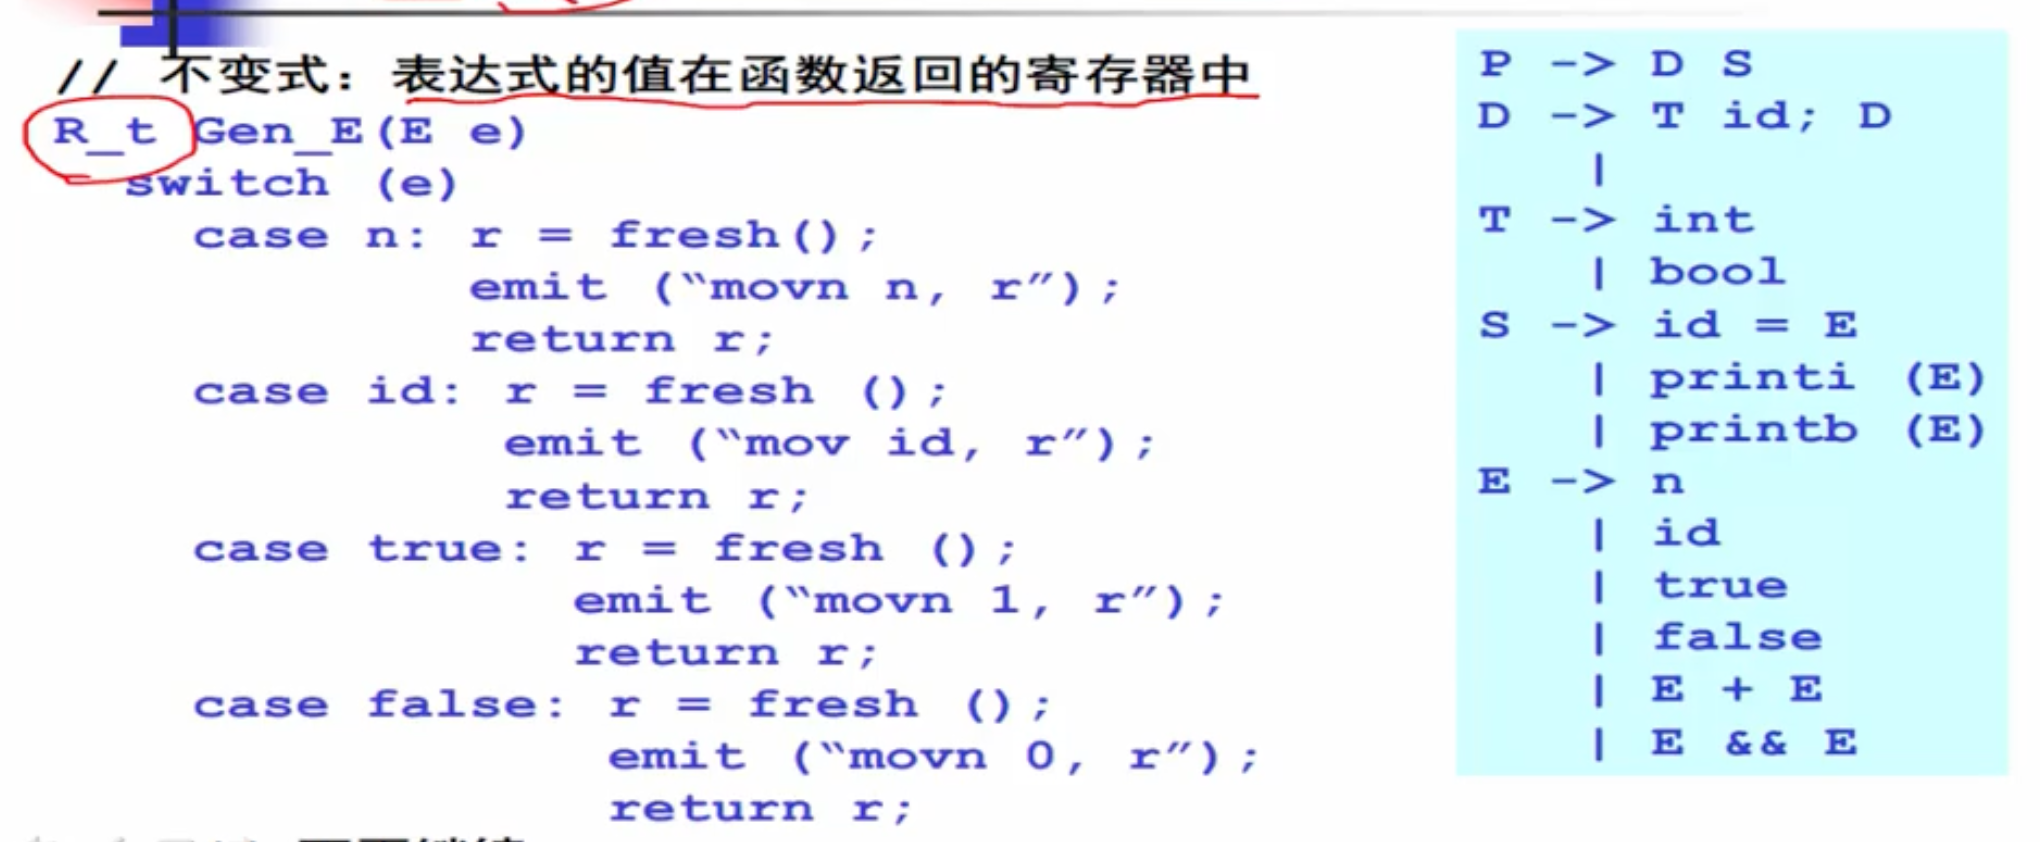 // 不变式：表达式的值在函数返回的寄存器中
R_t Gen_E(E e)
switch (e)
case n: r = fresh();
emit (“movn n, r”);
return r;
case id: r = fresh ();
emit (“mov id, r”);
return r;
case true: r = fresh ();
emit (“movn 1, r”);
return r;
case false: r = fresh ();
emit (“movn 0, r”);
return r;
P -> D S
D -> T id; D
|
T -> int
| bool
S -> id = E
| printi (E)
| printb (E)
E -> n
| id
| true
| false
| E + E
| E && E